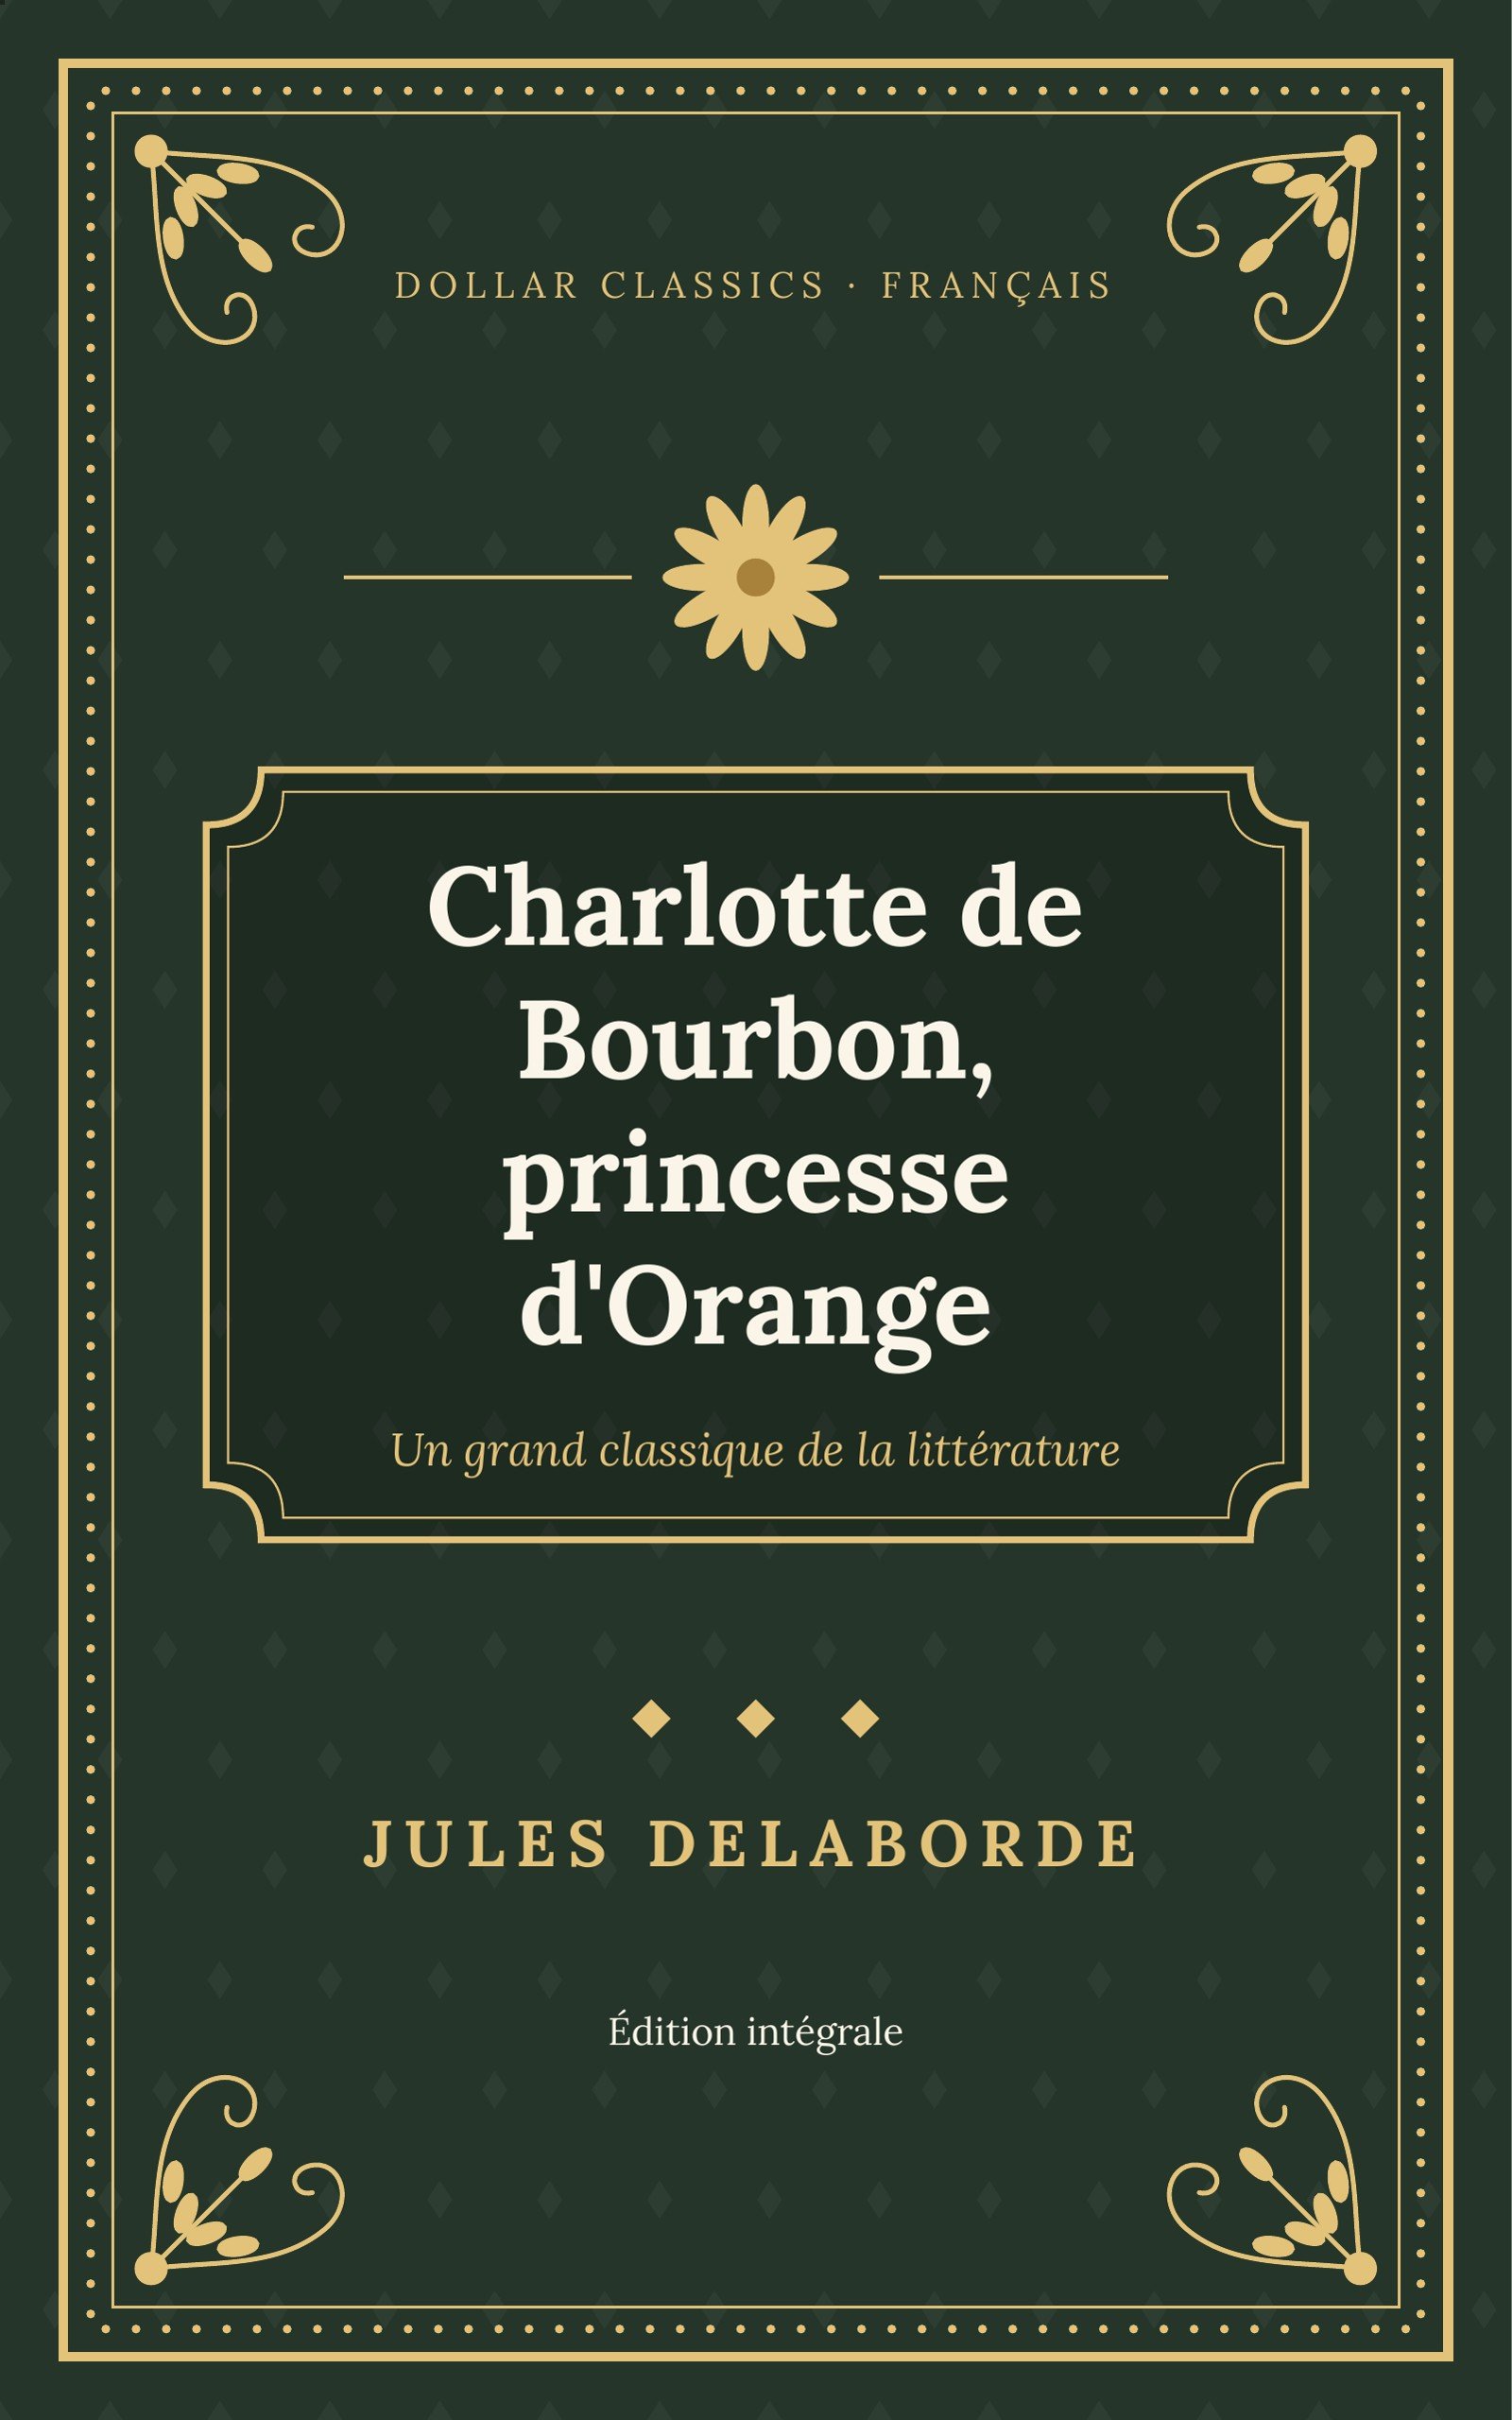 DOLLAR CLASSICS · FRANÇAIS
Charlotte de
Bourbon,
princesse
d'Orange
Un grand classique de la littérature
JULES DELABORDE
Édition intégrale